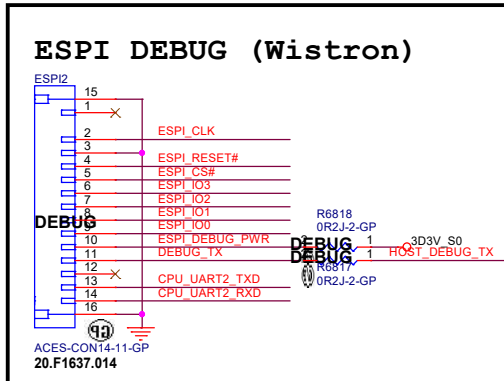 ESPI DEBUG (Wistron)
ESPI2
15
1
2 ESPI_CLK
3
4 ESPI_RESET#
5 ESPI_CS#
6 ESPI_IO3
7 ESPI_IO2
8 ESPI_IO1
9 ESPI_IO0
DEBUG
10 ESPI_DEBUG_PWR
11 DEBUG_TX
12
13 CPU_UART2_TXD
14 CPU_UART2_RXD
16
R6818
0R2J-2-GP
DEBUG 1 3D3V_S0
DEBUG 1 HOST_DEBUG_TX
R6817
0R2J-2-GP
ACES-CON14-11-GP
20.F1637.014